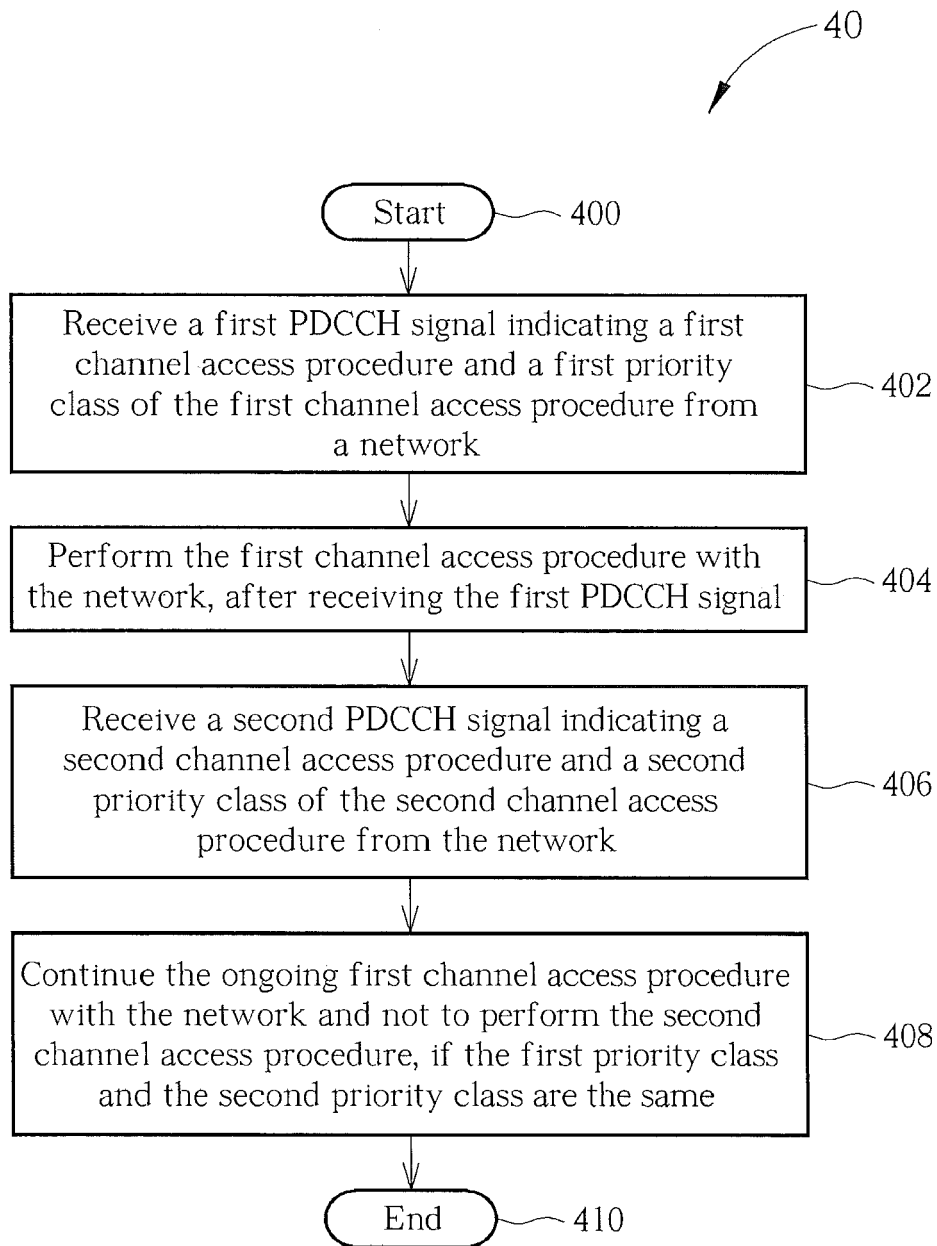 40
Start
400
Receive a first PDCCH signal indicating a first
channel access procedure and a first priority
class of the first channel access procedure from
a network
402
Perform the first channel access procedure with
the network, after receiving the first PDCCH signal
404
Receive a second PDCCH signal indicating a
second channel access procedure and a second
priority class of the second channel access
procedure from the network
406
Continue the ongoing first channel access procedure
with the network and not to perform the second
channel access procedure, if the first priority class
and the second priority class are the same
408
End
410